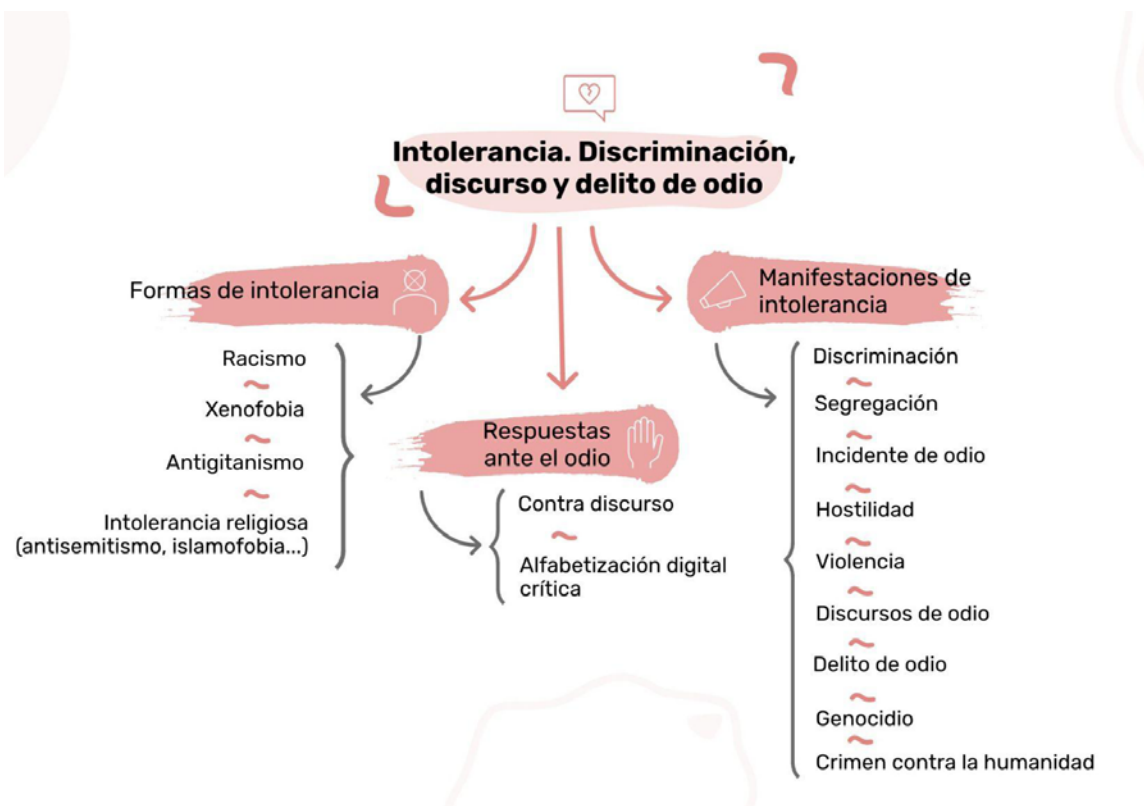 Intolerancia. Discriminación,
discurso y delito de odio
Formas de intolerancia
Racismo
Xenofobia
Antigitanismo
Intolerancia religiosa
(antisemitismo, islamofobia...)
Respuestas
ante el odio
Contra discurso
Alfabetización digital
crítica
Manifestaciones de
intolerancia
Discriminación
Segregación
Incidente de odio
Hostilidad
Violencia
Discursos de odio
Delito de odio
Genocidio
Crimen contra la humanidad